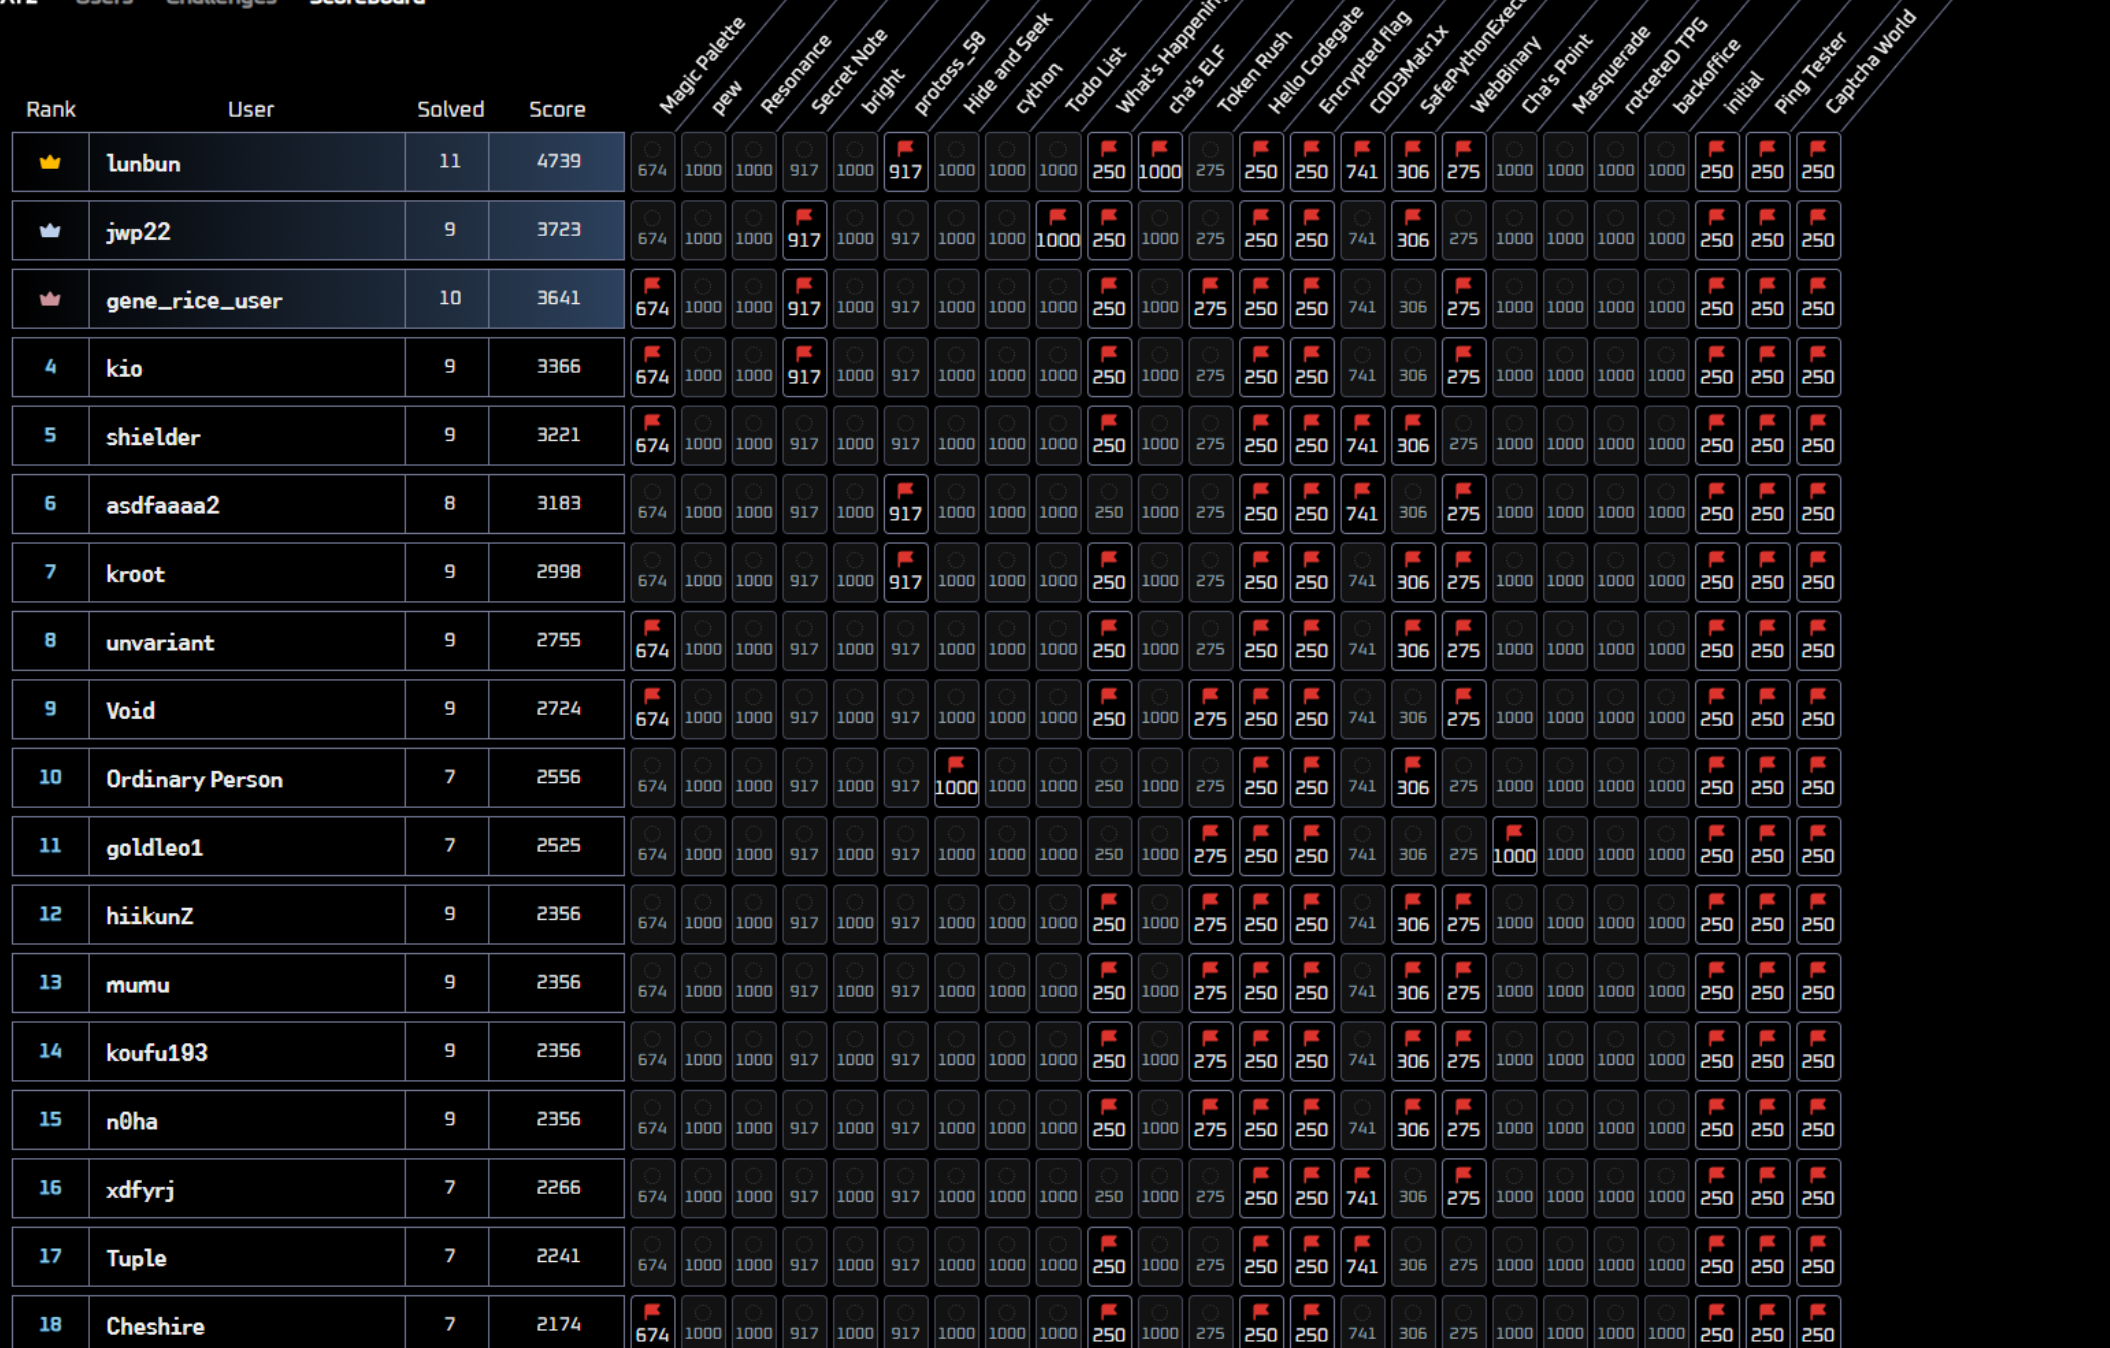 Users Challenges ScoreBoard
Rank User Solved Score Magic Palette pew Resonance Secret Note bright protoss_58 Hide and Seek cython Todo List What's Happening cha's ELF Token Rush Hello Codegate Encrypted flag C0D3Matr1x SafePythonExec WebBinary Cha's Point Masquerade rotceteD TPG backoffice initial Ping Tester Captcha World
lunbun 11 4739 674 1000 1000 917 1000 917 1000 1000 1000 250 1000 275 250 250 741 306 275 1000 1000 1000 1000 250 250 250
jwp22 9 3723 674 1000 1000 917 1000 917 1000 1000 1000 250 1000 275 250 250 741 306 275 1000 1000 1000 1000 250 250 250
gene_rice_user 10 3641 674 1000 1000 917 1000 917 1000 1000 1000 250 1000 275 250 250 741 306 275 1000 1000 1000 1000 250 250 250
4 kio 9 3366 674 1000 1000 917 1000 917 1000 1000 1000 250 1000 275 250 250 741 306 275 1000 1000 1000 1000 250 250 250
5 shielder 9 3221 674 1000 1000 917 1000 917 1000 1000 1000 250 1000 275 250 250 741 306 275 1000 1000 1000 1000 250 250 250
6 asdfaaaa2 8 3183 674 1000 1000 917 1000 917 1000 1000 1000 250 1000 275 250 250 741 306 275 1000 1000 1000 1000 250 250 250
7 kroot 9 2998 674 1000 1000 917 1000 917 1000 1000 1000 250 1000 275 250 250 741 306 275 1000 1000 1000 1000 250 250 250
8 unvariant 9 2755 674 1000 1000 917 1000 917 1000 1000 1000 250 1000 275 250 250 741 306 275 1000 1000 1000 1000 250 250 250
9 Void 9 2724 674 1000 1000 917 1000 917 1000 1000 1000 250 1000 275 250 250 741 306 275 1000 1000 1000 1000 250 250 250
10 Ordinary Person 7 2556 674 1000 1000 917 1000 917 1000 1000 1000 250 1000 275 250 250 741 306 275 1000 1000 1000 1000 250 250 250
11 goldleo1 7 2525 674 1000 1000 917 1000 917 1000 1000 1000 250 1000 275 250 250 741 306 275 1000 1000 1000 1000 250 250 250
12 hiikunZ 9 2356 674 1000 1000 917 1000 917 1000 1000 1000 250 1000 275 250 250 741 306 275 1000 1000 1000 1000 250 250 250
13 mumu 9 2356 674 1000 1000 917 1000 917 1000 1000 1000 250 1000 275 250 250 741 306 275 1000 1000 1000 1000 250 250 250
14 koufu193 9 2356 674 1000 1000 917 1000 917 1000 1000 1000 250 1000 275 250 250 741 306 275 1000 1000 1000 1000 250 250 250
15 n0ha 9 2356 674 1000 1000 917 1000 917 1000 1000 1000 250 1000 275 250 250 741 306 275 1000 1000 1000 1000 250 250 250
16 xdfyrj 7 2266 674 1000 1000 917 1000 917 1000 1000 1000 250 1000 275 250 250 741 306 275 1000 1000 1000 1000 250 250 250
17 Tuple 7 2241 674 1000 1000 917 1000 917 1000 1000 1000 250 1000 275 250 250 741 306 275 1000 1000 1000 1000 250 250 250
18 Cheshire 7 2174 674 1000 1000 917 1000 917 1000 1000 1000 250 1000 275 250 250 741 306 275 1000 1000 1000 1000 250 250 250